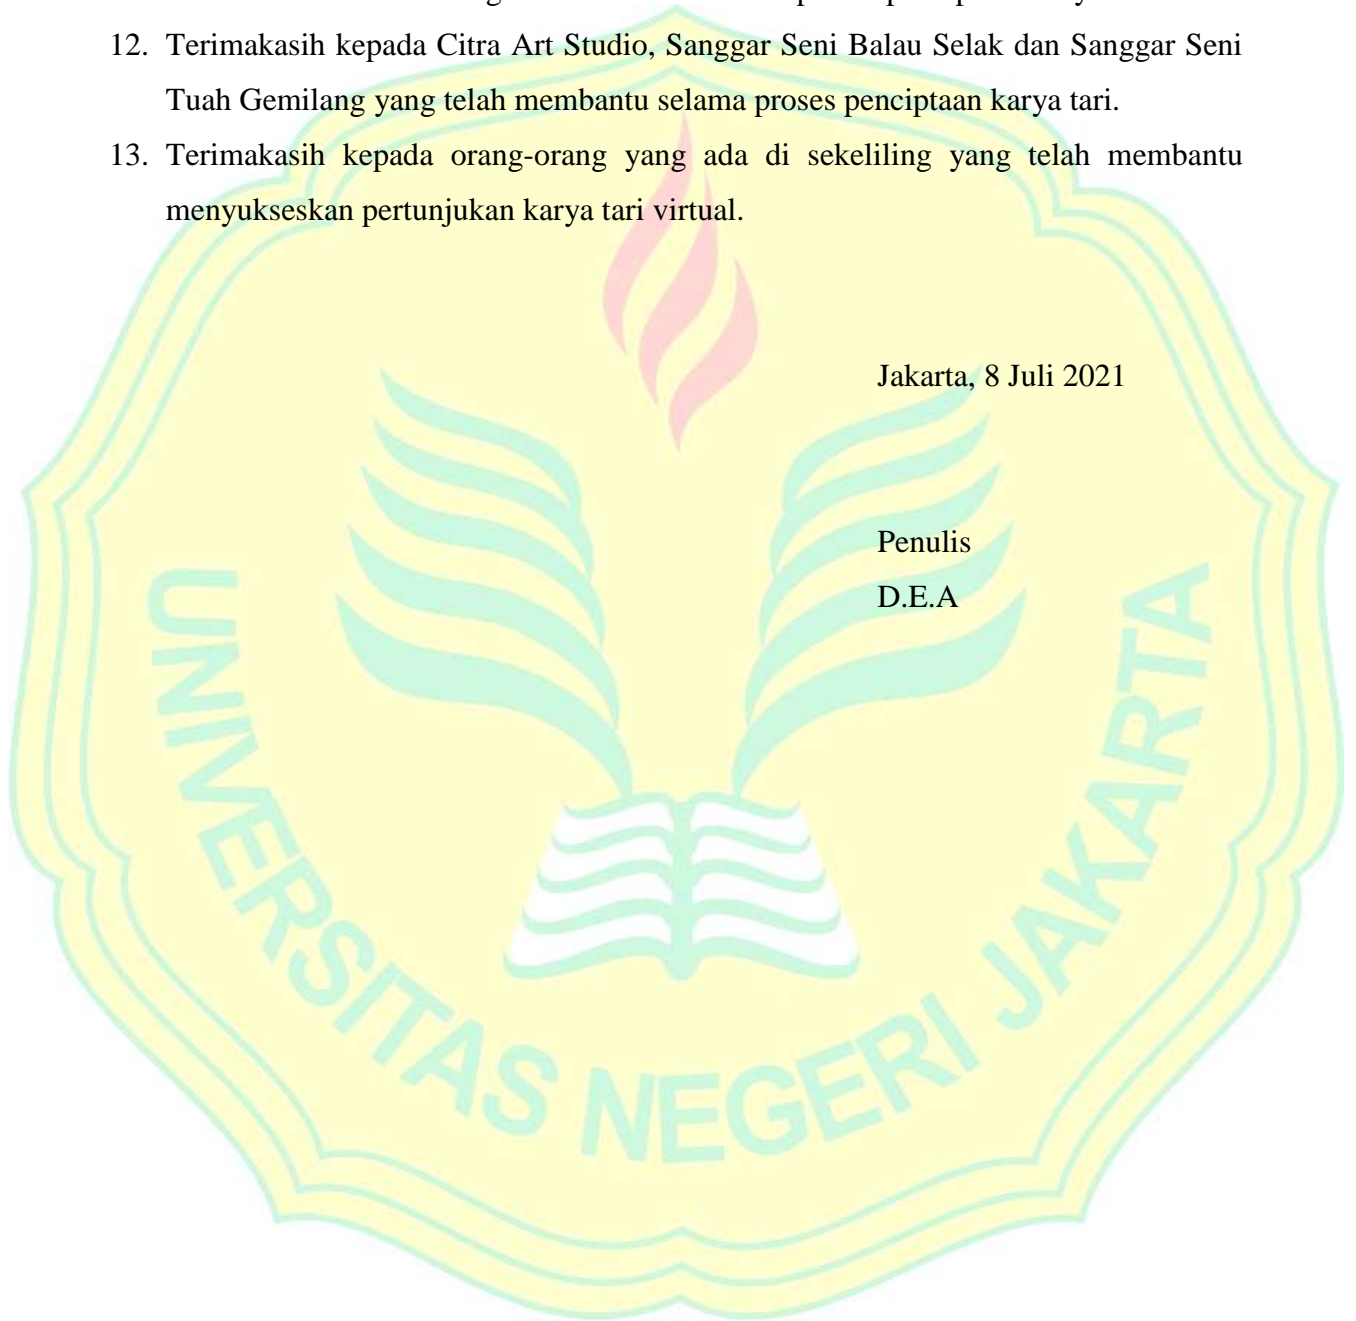 12. Terimakasih kepada Citra Art Studio, Sanggar Seni Balau Selak dan Sanggar Seni
Tuah Gemilang yang telah membantu selama proses penciptaan karya tari.
13. Terimakasih kepada orang-orang yang ada di sekeliling yang telah membantu
menyukseskan pertunjukan karya tari virtual.
Jakarta, 8 Juli 2021
Penulis
D.E.A
UNIVERSITAS NEGERI JAKARTA